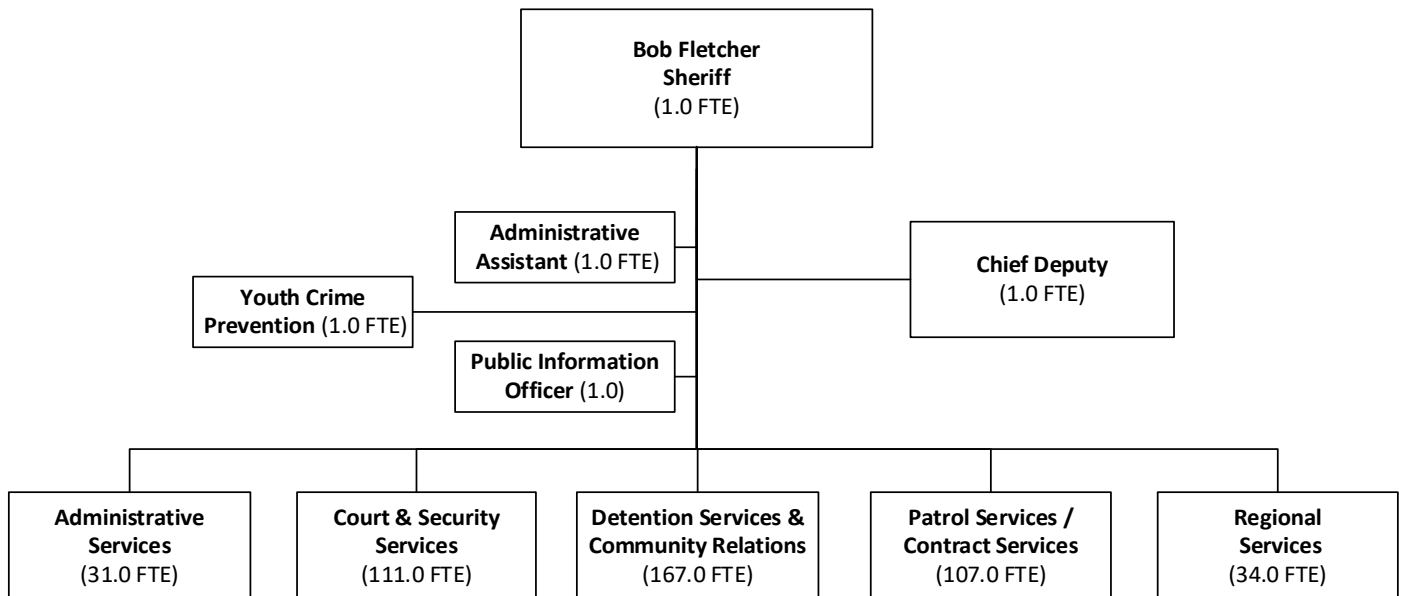 Bob Fletcher
Sheriff
(1.0 FTE)
Administrative
Assistant (1.0 FTE)
Chief Deputy
(1.0 FTE)
Youth Crime
Prevention (1.0 FTE)
Public Information
Officer (1.0)
Administrative
Services
(31.0 FTE)
Court & Security
Services
(111.0 FTE)
Detention Services &
Community Relations
(167.0 FTE)
Patrol Services /
Contract Services
(107.0 FTE)
Regional
Services
(34.0 FTE)